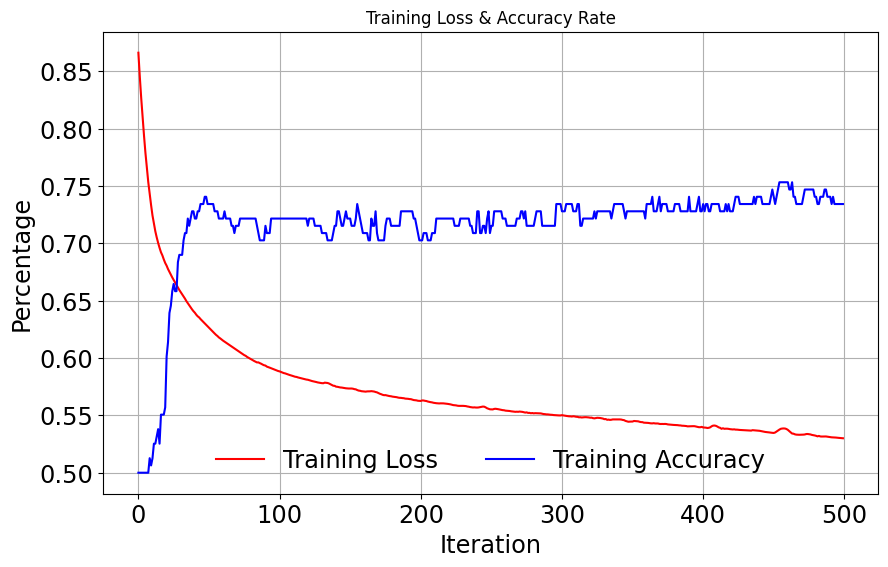 Training Loss & Accuracy Rate
0.85
0.80
0.75
0.70
0.65
0.60
0.55
0.50
Percentage
Training Loss Training Accuracy
0 100 200 300 400 500
Iteration